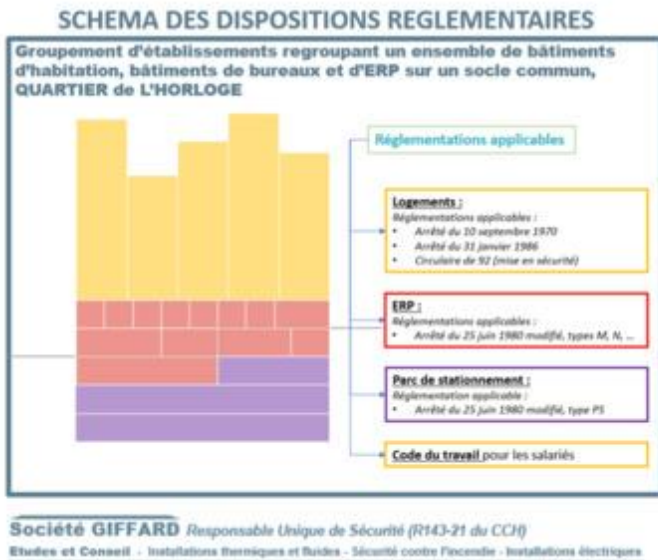 SCHEMA DES DISPOSITIONS REGLEMENTAIRES
Groupement d'établissements regroupant un ensemble de bâtiments
d'habitation, bâtiments de bureaux et d'ERP sur un socle commun,
QUARTIER de L'HORLOGE
Réglementations applicables
Logements :
Réglementations applicables :
• Arrêté du 10 septembre 1970
• Arrêté du 31 janvier 1986
• Circulaire de 92 (mise en sécurité)
ERP :
Réglementations applicables :
• Arrêté du 25 juin 1980 modifié, types M, N, ...
Parc de stationnement :
Réglementation applicable :
• Arrêté du 25 juin 1980 modifié, type PS
Code du travail pour les salariés
Société GIFFARD Responsable Unique de Sécurité (R143-21 du CCH)
Etudes et Conseil - Installations thermiques et fluides - Sécurité contre l'incendie - Installations électriques